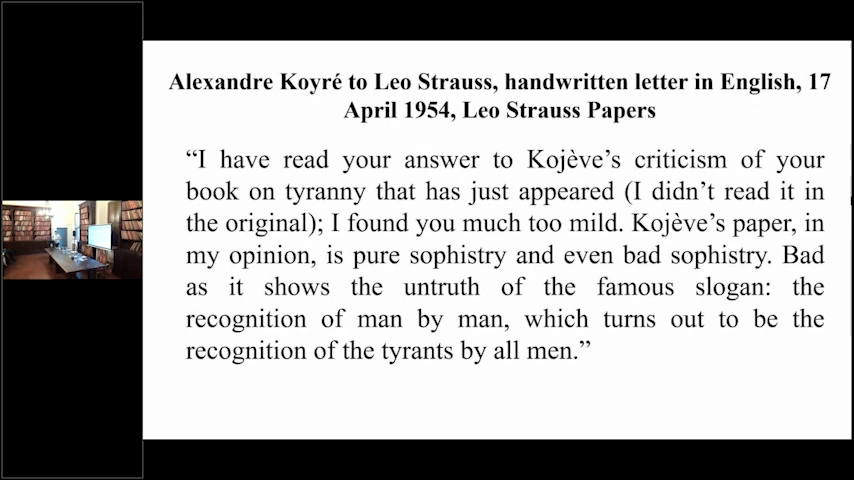 Alexandre Koyré to Leo Strauss, handwritten letter in English, 17
April 1954, Leo Strauss Papers
“I have read your answer to Kojève’s criticism of your
book on tyranny that has just appeared (I didn’t read it in
the original); I found you much too mild. Kojève’s paper, in
my opinion, is pure sophistry and even bad sophistry. Bad
as it shows the untruth of the famous slogan: the
recognition of man by man, which turns out to be the
recognition of the tyrants by all men.”